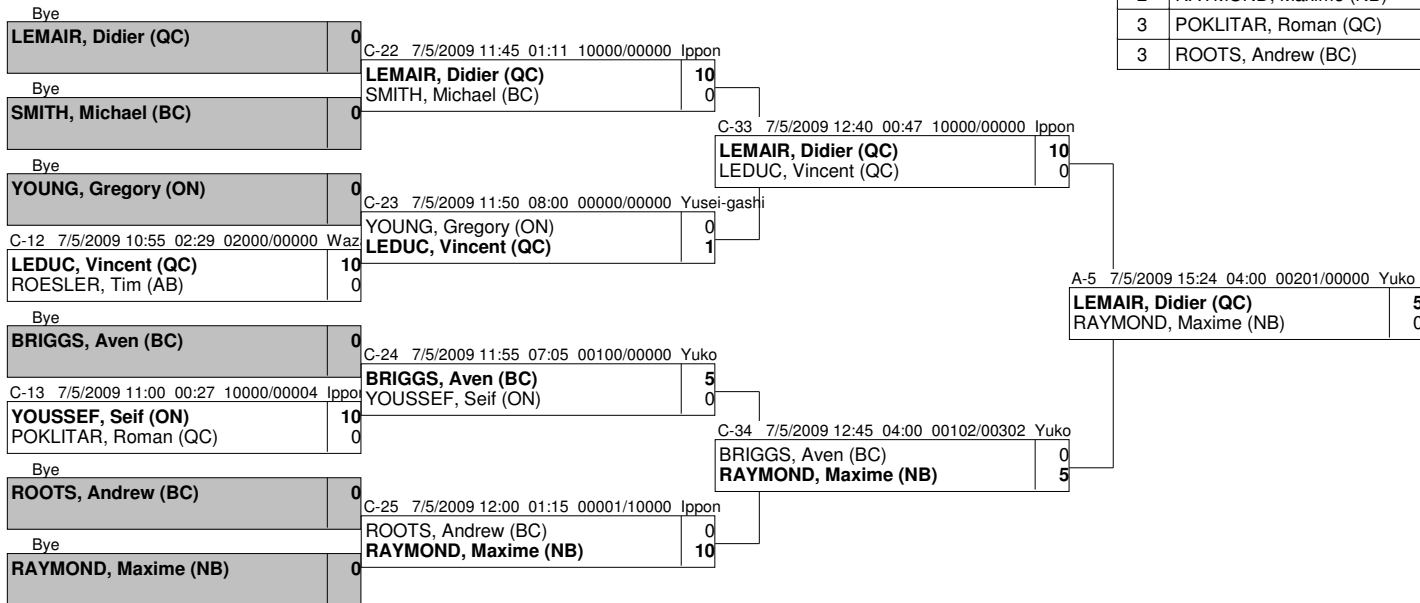 Bye
LEMAIR, Didier (QC) 0
Bye
SMITH, Michael (BC) 0
Bye
YOUNG, Gregory (ON) 0
C-12 7/5/2009 10:55 02:29 02000/00000
LEDUC, Vincent (QC) 10
ROESLER, Tim (AB) 0
Bye
BRIGGS, Aven (BC) 0
C-13 7/5/2009 11:00 00:27 10000/00004
YOUSSEF, Seif (ON) 10
POKLITAR, Roman (QC) 0
Bye
ROOTS, Andrew (BC) 0
Bye
RAYMOND, Maxime (NB) 0
C-22 7/5/2009 11:45 01:11 10000/00000 Ippon
LEMAIR, Didier (QC) 10
SMITH, Michael (BC) 0
C-23 7/5/2009 11:50 08:00 00000/00000 Yusei-gashi
YOUNG, Gregory (ON) 0
LEDUC, Vincent (QC) 1
C-24 7/5/2009 11:55 07:05 00100/00000 Yuko
BRIGGS, Aven (BC) 5
YOUSSEF, Seif (ON) 0
C-25 7/5/2009 12:00 01:15 00001/10000 Ippon
ROOTS, Andrew (BC) 0
RAYMOND, Maxime (NB) 10
C-33 7/5/2009 12:40 00:47 10000/00000 Ippon
LEMAIR, Didier (QC) 10
LEDUC, Vincent (QC) 0
C-34 7/5/2009 12:45 04:00 00102/00302 Yuko
BRIGGS, Aven (BC) 0
RAYMOND, Maxime (NB) 5
A-5 7/5/2009 15:24 04:00 00201/00000 Yuko
LEMAIR, Didier (QC) 5
RAYMOND, Maxime (NB) 0
3 POKLITAR, Roman (QC)
3 ROOTS, Andrew (BC)